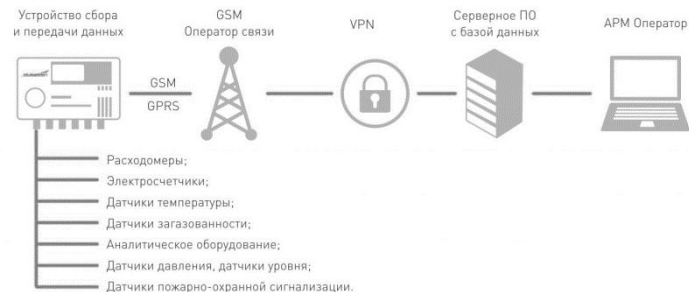 Устройство сбора
и передачи данных
GSM
Оператор связи
VPN
Серверное ПО
с базой данных
АРМ Оператор
GSM
GPRS
Расходомеры;
Электросчетчики;
Датчики температуры;
Датчики загазованности;
Аналитическое оборудование;
Датчики давления, датчики уровня;
Датчики пожарно-охранной сигнализации.